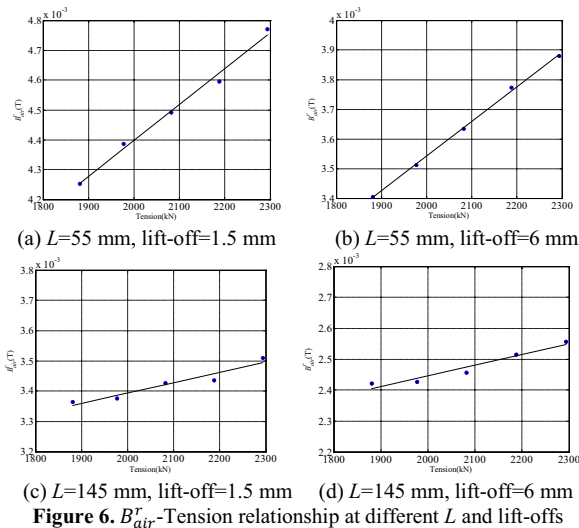 x 10⁻³
4.8
4.7
4.6
4.5
4.4
4.3
4.2
B^r_air(T)
1800 1900 2000 2100 2200 2300
Tension(kN)
(a) L=55 mm, lift-off=1.5 mm
x 10⁻³
4
3.9
3.8
3.7
3.6
3.5
3.4
B^r_air(T)
1800 1900 2000 2100 2200 2300
Tension(kN)
(b) L=55 mm, lift-off=6 mm
x 10⁻³
3.8
3.7
3.6
3.5
3.4
3.3
3.2
B^r_air(T)
1800 1900 2000 2100 2200 2300
Tension(kN)
(c) L=145 mm, lift-off=1.5 mm
x 10⁻³
2.8
2.7
2.6
2.5
2.4
2.3
2.2
B^r_air(T)
1800 1900 2000 2100 2200 2300
Tension(kN)
(d) L=145 mm, lift-off=6 mm
Figure 6. B^r_air-Tension relationship at different L and lift-offs